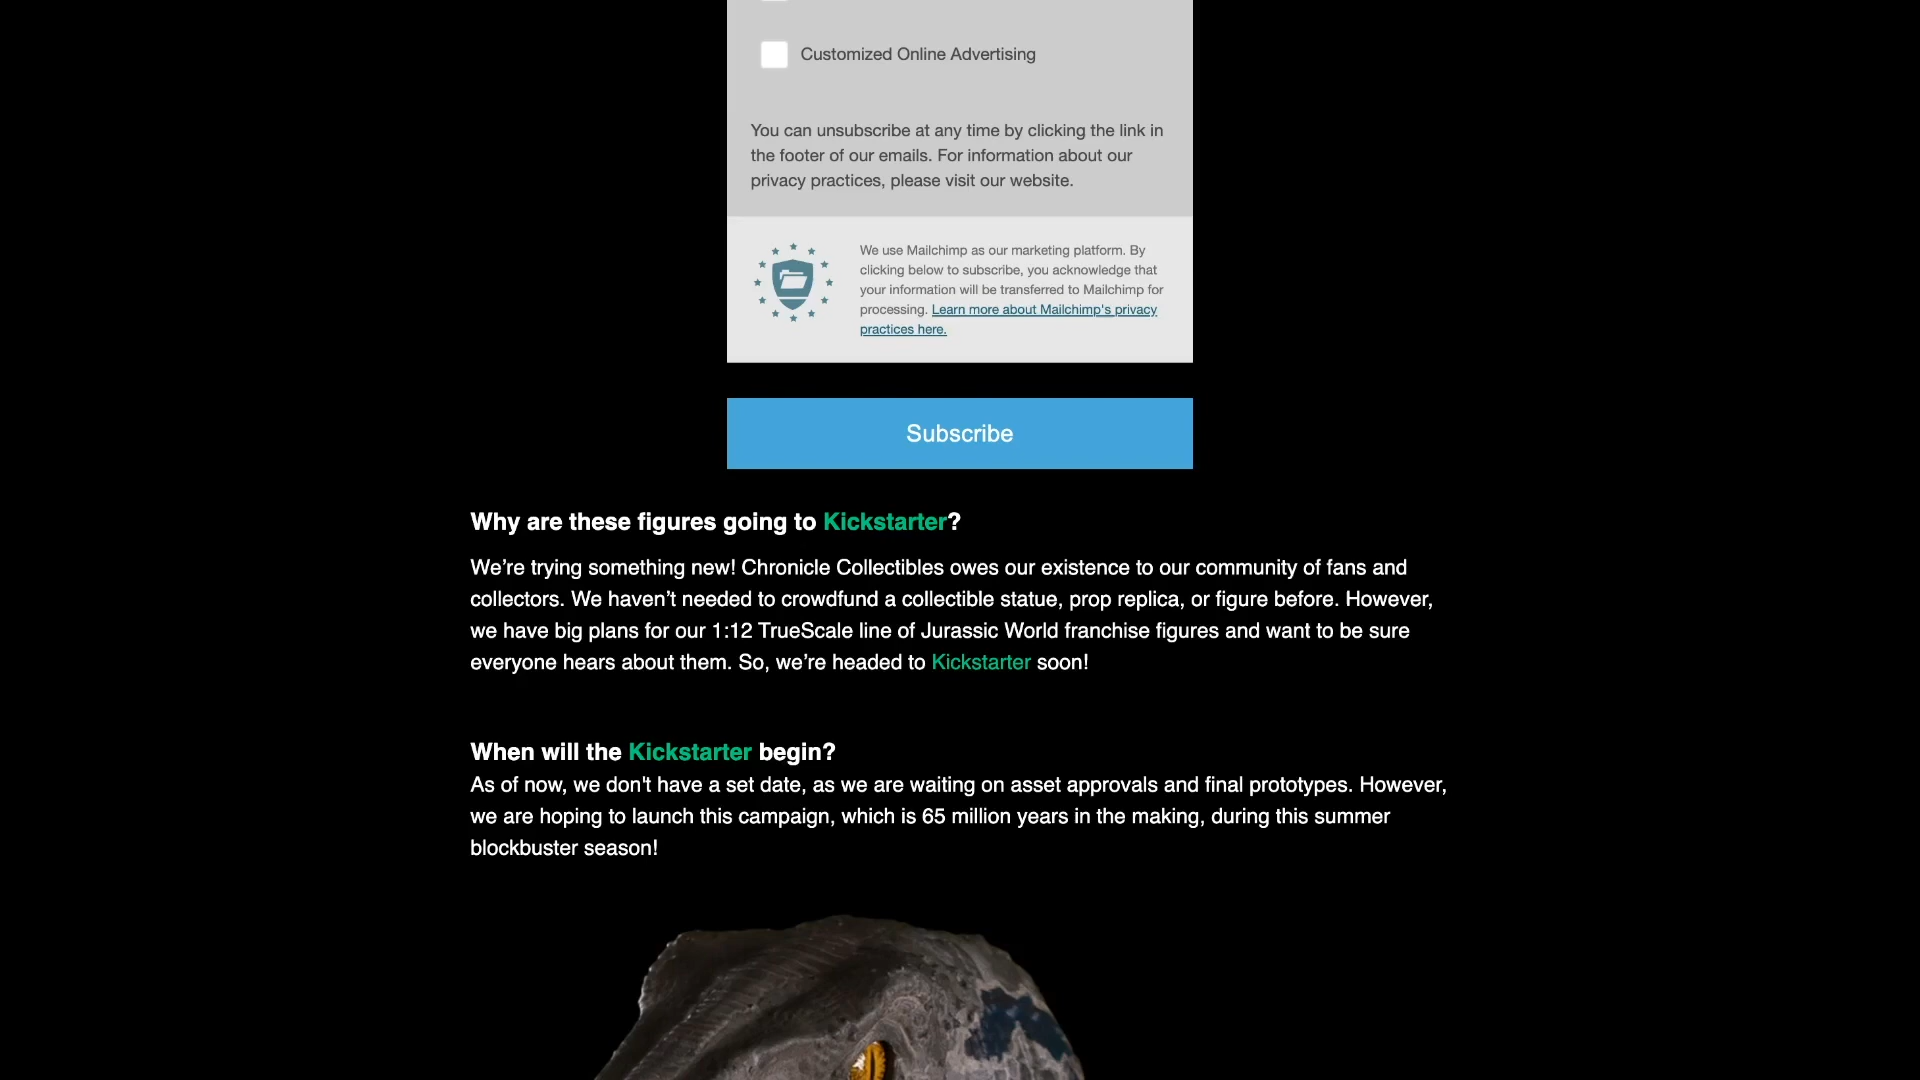 Customized Online Advertising
You can unsubscribe at any time by clicking the link in
the footer of our emails. For information about our
privacy practices, please visit our website.
We use Mailchimp as our marketing platform. By
clicking below to subscribe, you acknowledge that
your information will be transferred to Mailchimp for
processing. Learn more about Mailchimp's privacy
practices here.
Subscribe
Why are these figures going to Kickstarter?
We’re trying something new! Chronicle Collectibles owes our existence to our community of fans and
collectors. We haven’t needed to crowdfund a collectible statue, prop replica, or figure before. However,
we have big plans for our 1:12 TrueScale line of Jurassic World franchise figures and want to be sure
everyone hears about them. So, we’re headed to Kickstarter soon!
When will the Kickstarter begin?
As of now, we don't have a set date, as we are waiting on asset approvals and final prototypes. However,
we are hoping to launch this campaign, which is 65 million years in the making, during this summer
blockbuster season!